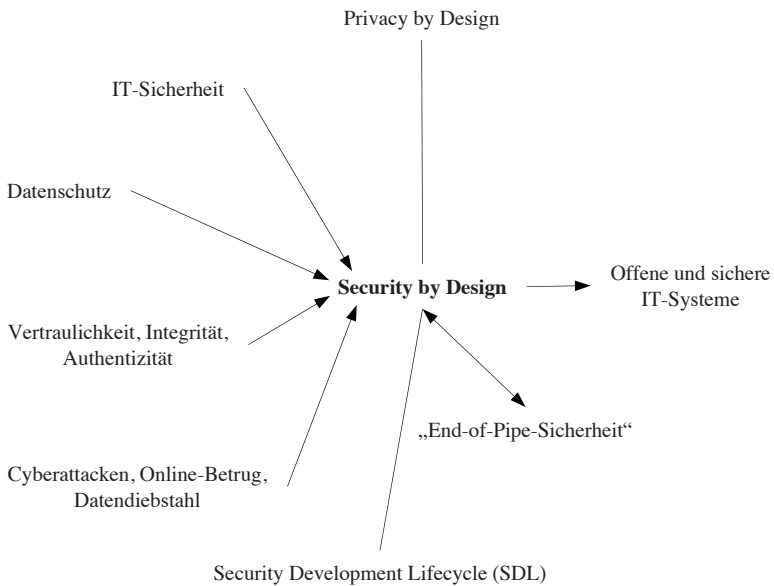 Privacy by Design
IT-Sicherheit
Datenschutz
Security by Design
Offene und sichere
IT-Systeme
Vertraulichkeit, Integrität,
Authentizität
„End-of-Pipe-Sicherheit“
Cyberattacken, Online-Betrug,
Datendiebstahl
Security Development Lifecycle (SDL)